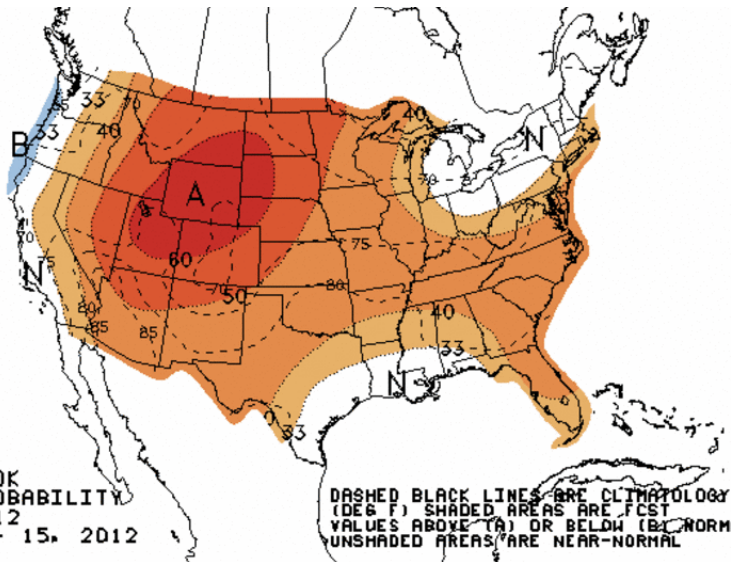 33 70
40
B 33 40
N
70
A
70
75
75
N
60
80
70
50
80
85
85
40
33
N
0
33
OK
OBABILITY
12
15, 2012
DASHED BLACK LINES ARE CLIMATOLOGY
(DEG F) SHADED AREAS ARE FCST
VALUES ABOVE (A) OR BELOW (B) NORM
UNSHADED AREAS ARE NEAR-NORMAL